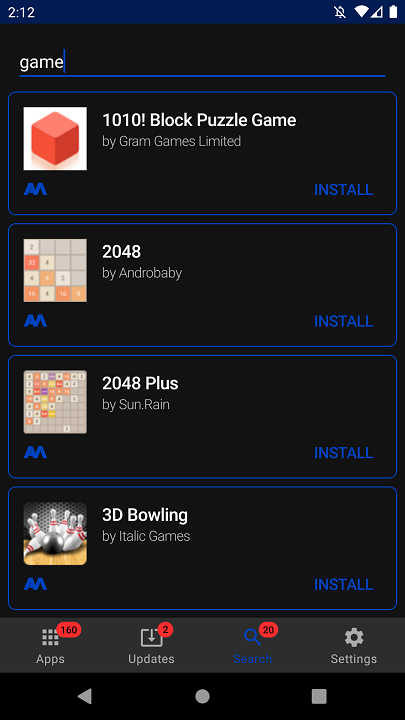 2:12
game
1010! Block Puzzle Game
by Gram Games Limited
INSTALL
2048
by Androbaby
INSTALL
2048 Plus
by Sun.Rain
INSTALL
3D Bowling
by Italic Games
INSTALL
160 2 20
Apps Updates Search Settings